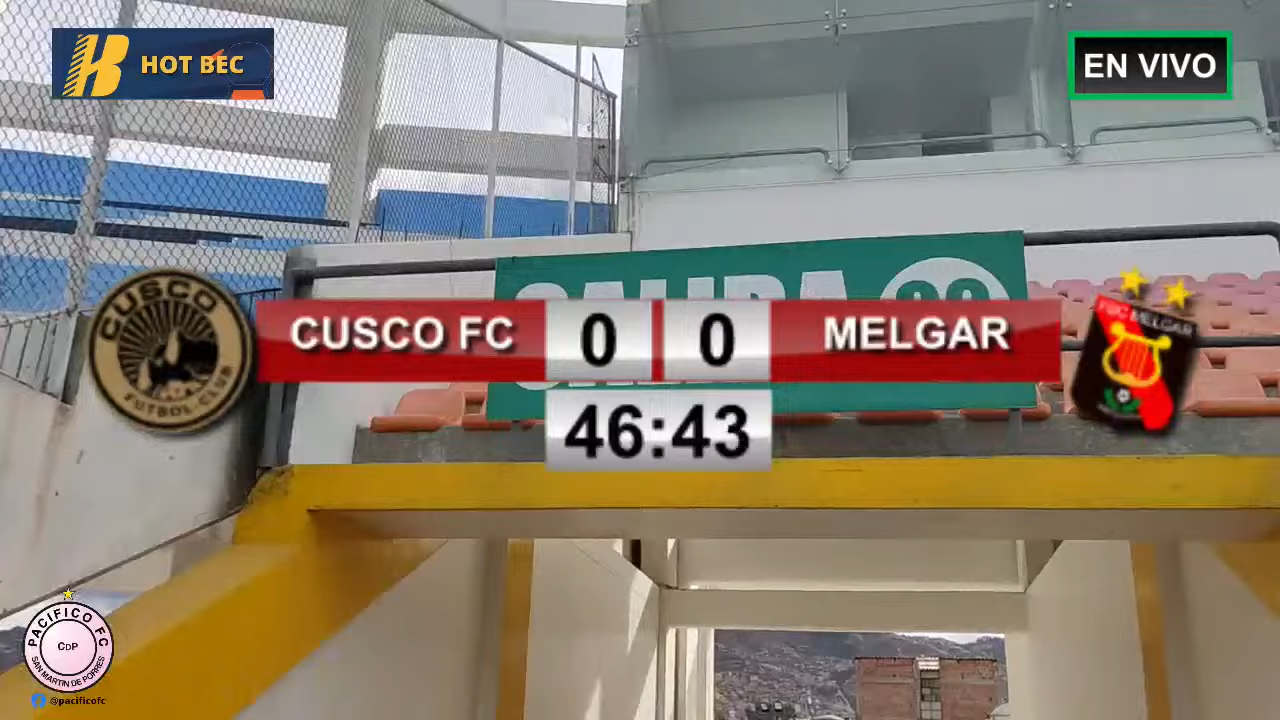 HOT BEC
EN VIVO
SALIDA
CUSCO
FUTBOL CLUB
CUSCO FC
0
0
MELGAR
FBC MELGAR
46:43
PACIFICO FC
CDP
SAN MARTIN DE PORRES
@pacificofc